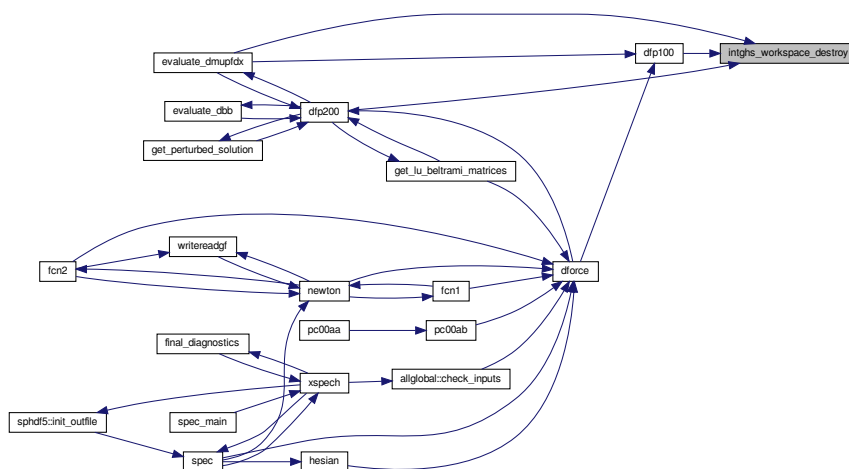 intghs_workspace_destroy
dfp100
evaluate_dmupfdx
evaluate_dbb
dfp200
get_perturbed_solution
get_lu_beltrami_matrices
writereadgf
fcn2
dforce
newton
fcn1
pc00aa
pc00ab
final_diagnostics
xspech
allglobal::check_inputs
sphdf5::init_outfile
spec_main
spec
hesian